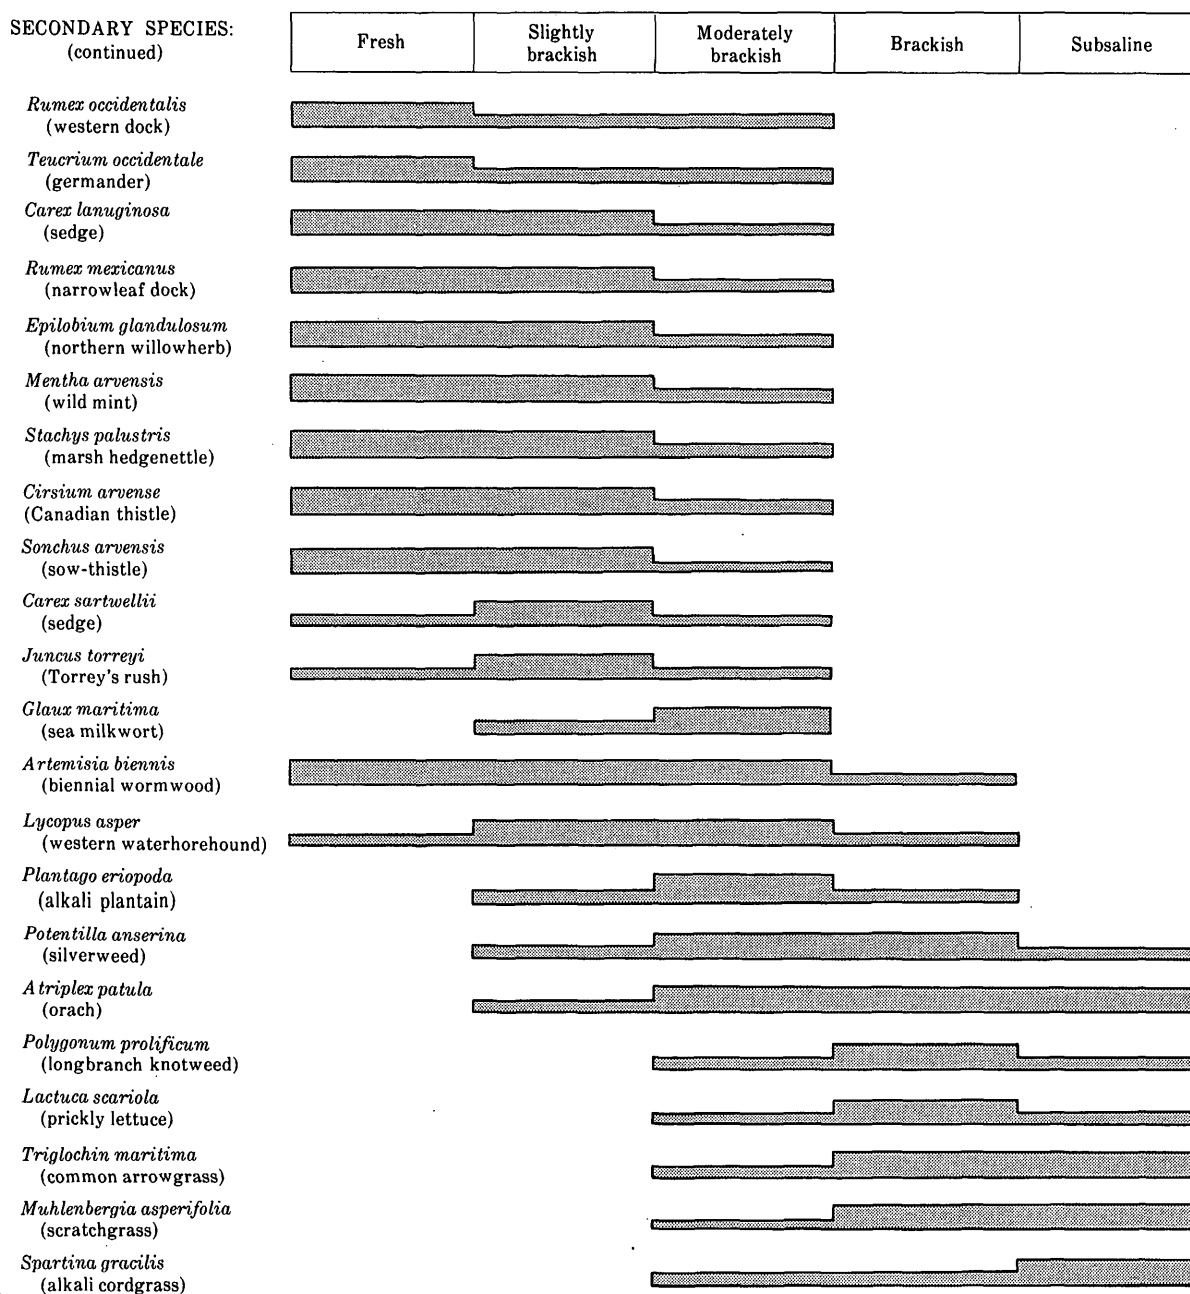 SECONDARY SPECIES:
(continued)
Fresh
Slightly
brackish
Moderately
brackish
Brackish
Subsaline
Rumex occidentalis
(western dock)
Teucrium occidentale
(germander)
Carex lanuginosa
(sedge)
Rumex mexicanus
(narrowleaf dock)
Epilobium glandulosum
(northern willowherb)
Mentha arvensis
(wild mint)
Stachys palustris
(marsh hedgenettle)
Cirsium arvense
(Canadian thistle)
Sonchus arvensis
(sow-thistle)
Carex sartwellii
(sedge)
Juncus torreyi
(Torrey's rush)
Glaux maritima
(sea milkwort)
Artemisia biennis
(biennial wormwood)
Lycopus asper
(western waterhorehound)
Plantago eriopoda
(alkali plantain)
Potentilla anserina
(silverweed)
Atriplex patula
(orach)
Polygonum prolificum
(longbranch knotweed)
Lactuca scariola
(prickly lettuce)
Triglochin maritima
(common arrowgrass)
Muhlenbergia asperifolia
(scratchgrass)
Spartina gracilis
(alkali cordgrass)